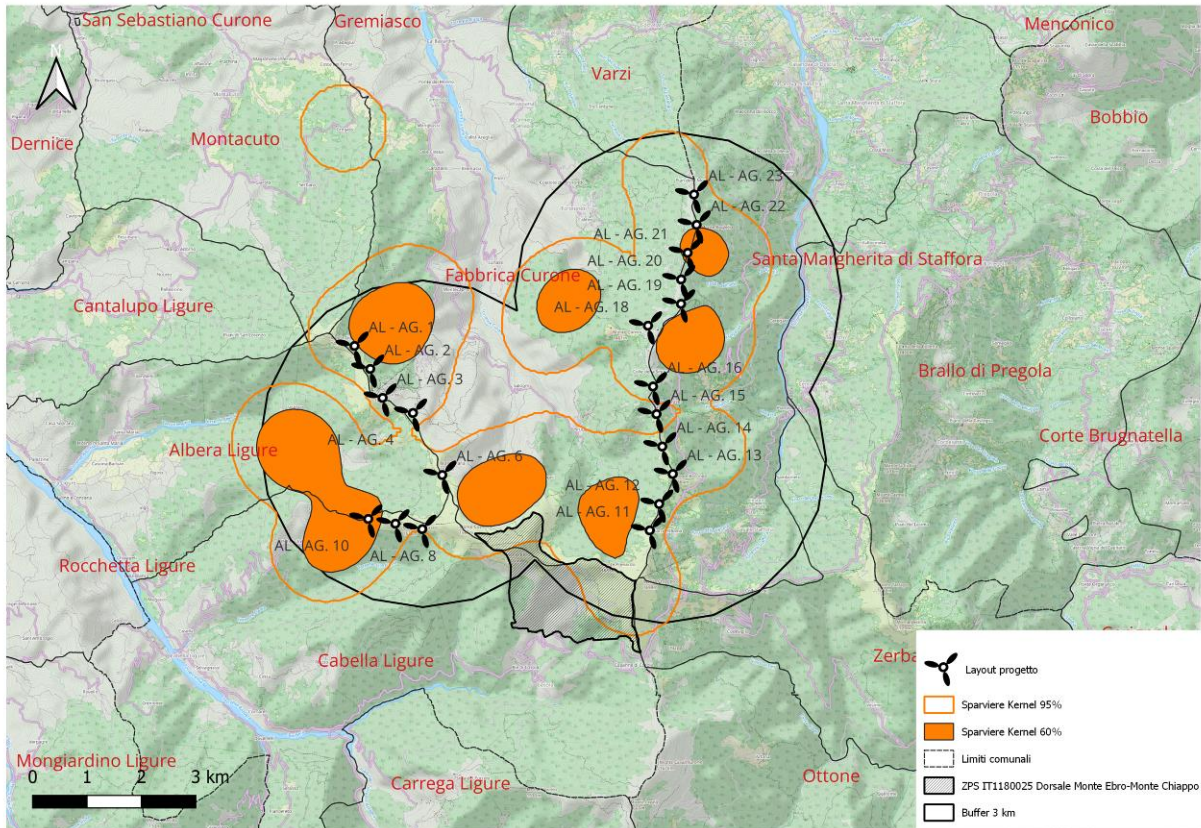 San Sebastiano Curone
Gremiasco
Menconico
Varzi
N
Bobbio
Dernice
Montacuto
AL - AG. 23
AL - AG. 22
AL - AG. 21
AL - AG. 20
Santa Margherita di Staffora
Fabbrica Curone
AL - AG. 19
Cantalupo Ligure
AL - AG. 18
AL - AG. 1
AL - AG. 2
AL - AG. 16
Brallo di Pregola
AL - AG. 3
AL - AG. 15
AL - AG. 14
Corte Brugnatella
AL - AG. 4
Albera Ligure
AL - AG. 6
AL - AG. 13
AL - AG. 12
AL - AG. 11
AL - AG. 10
AL - AG. 8
Rocchetta Ligure
Cabella Ligure
Zerba
Layout progetto
Sparviere Kernel 95%
Sparviere Kernel 60%
Limiti comunali
ZPS IT1180025 Dorsale Monte Ebro-Monte Chiappo
Buffer 3 km
Mongiardino Ligure
Carrega Ligure
Ottone
0 1 2 3 km